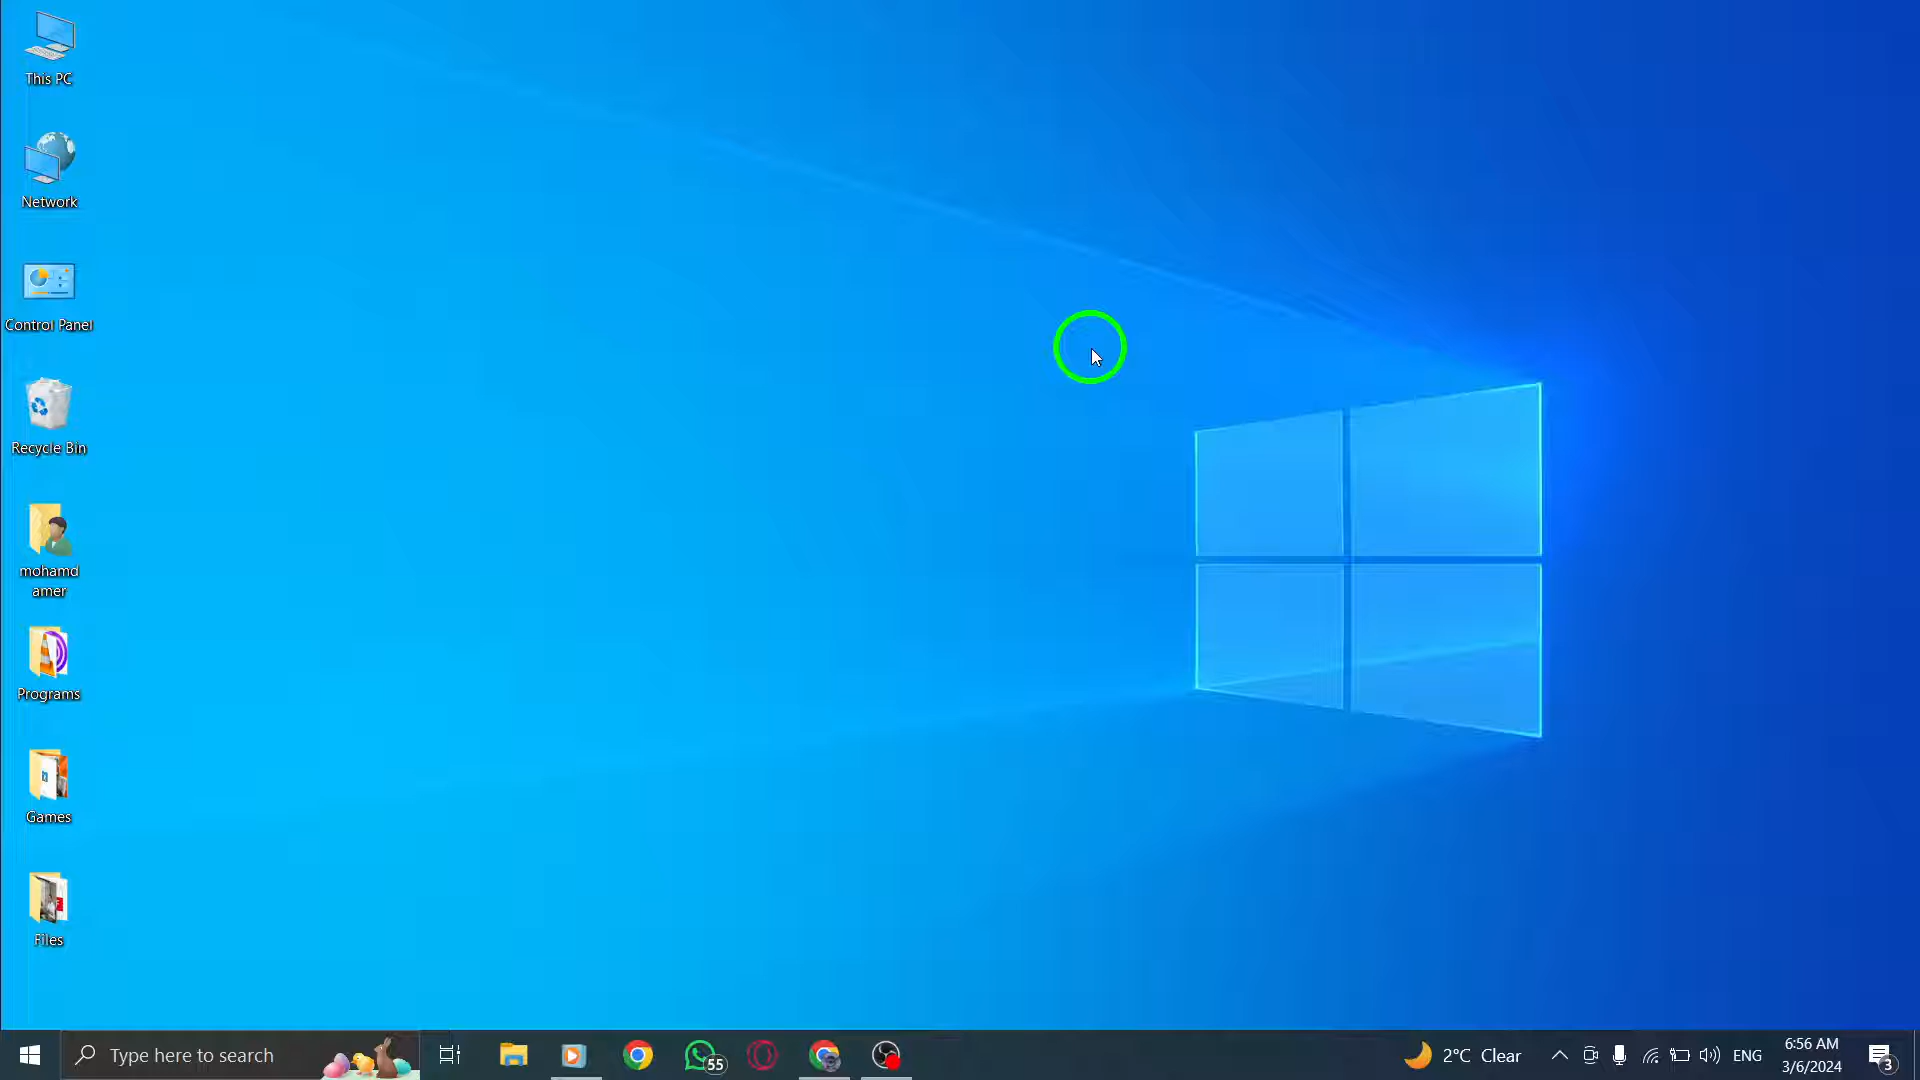 This PC
Network
Control Panel
Recycle Bin
mohamd
amer
Programs
Games
Files
Type here to search
55
2°C Clear
ENG
6:56 AM
3/6/2024
3